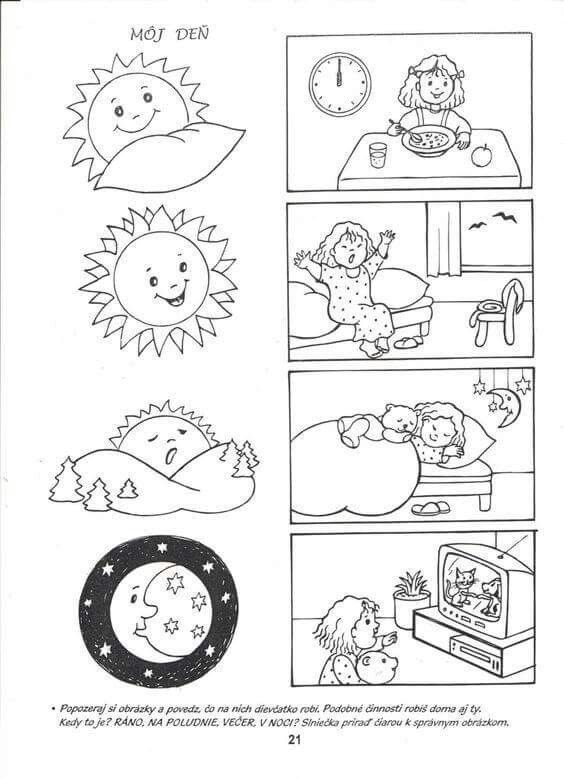 MÔJ DEŇ
• Popozeraj si obrázky a povedz, čo na nich dievčatko robí. Podobné činnosti robíš doma aj ty.
Kedy to je? RÁNO, NA POLUDNIE, VEČER, V NOCI? Slniečka priraď čiarou k správnym obrázkom.
21